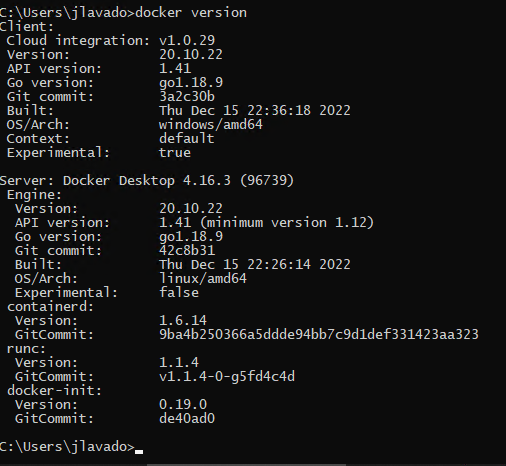 C:\Users\jlavado>docker version
Client:
 Cloud integration: v1.0.29
 Version:           20.10.22
 API version:       1.41
 Go version:        go1.18.9
 Git commit:        3a2c30b
 Built:             Thu Dec 15 22:36:18 2022
 OS/Arch:           windows/amd64
 Context:           default
 Experimental:      true

Server: Docker Desktop 4.16.3 (96739)
 Engine:
  Version:          20.10.22
  API version:      1.41 (minimum version 1.12)
  Go version:       go1.18.9
  Git commit:       42c8b31
  Built:            Thu Dec 15 22:26:14 2022
  OS/Arch:          linux/amd64
  Experimental:     false
 containerd:
  Version:          1.6.14
  GitCommit:        9ba4b250366a5ddde94bb7c9d1def331423aa323
 runc:
  Version:          1.1.4
  GitCommit:        v1.1.4-0-g5fd4c4d
 docker-init:
  Version:          0.19.0
  GitCommit:        de40ad0

C:\Users\jlavado>